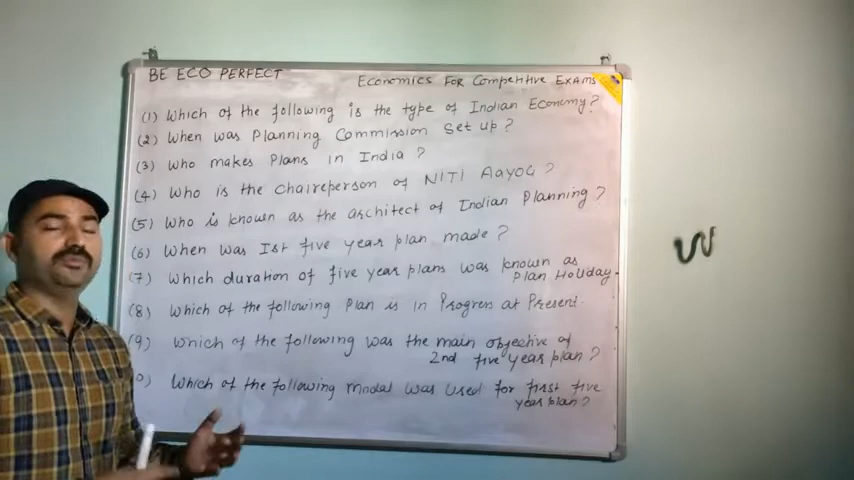 BE ECO PERFECT
Economics For Competitive Exams
(1) Which of the following is the type of Indian Economy?
(2) When was Planning Commission Set up?
(3) Who makes Plans in India?
(4) Who is the Chaireperson of NITI AAYOG?
(5) Who is known as the architect of Indian Planning?
(6) When was Ist five year plan made?
(7) Which duration of five year plans was known as
Plan Holiday.
(8) Which of the following Plan is in Progress at Present.
(9) Which of the following was the main objective of
2nd five year plan?
0) Which of the following modal was used for first five
year plan?